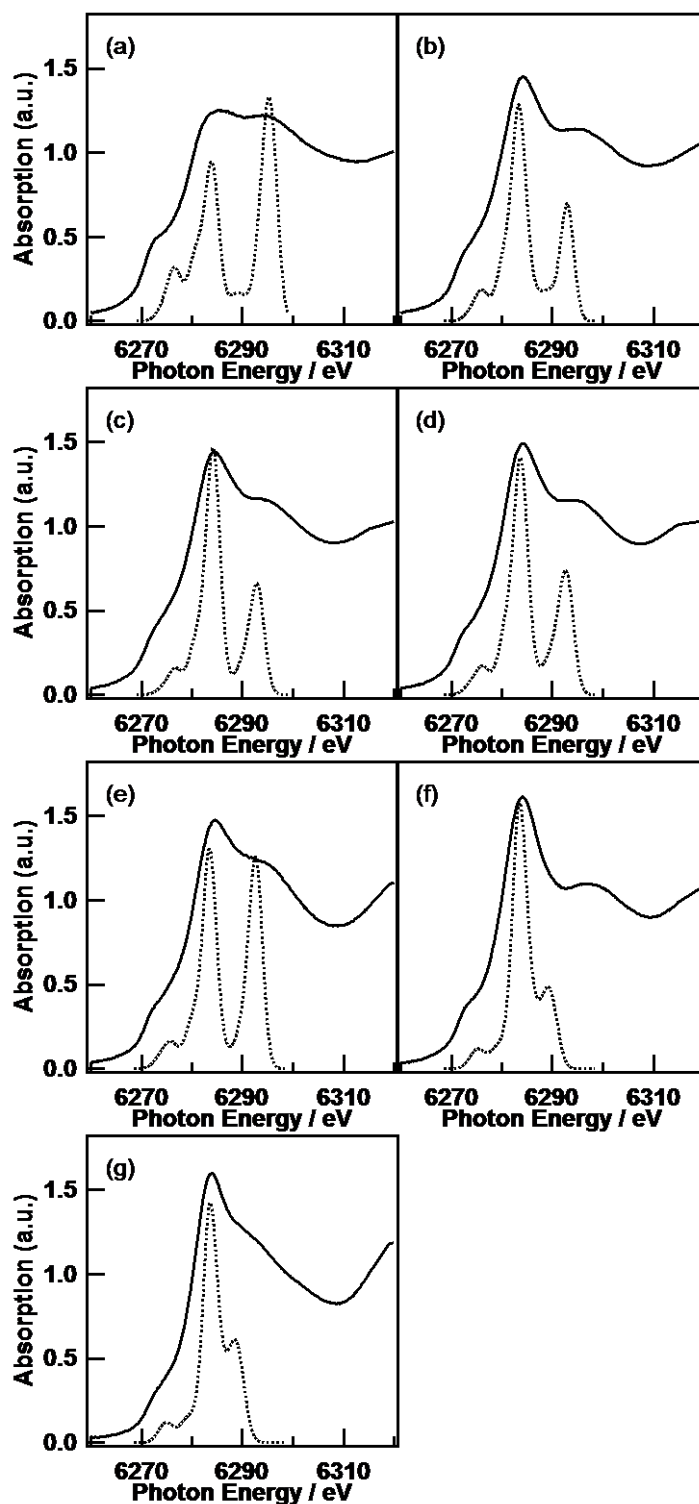 (a) (b)
Absorption (a.u.)
1.5
1.0
0.5
0.0
6270 6290 6310 6270 6290 6310
Photon Energy / eV Photon Energy / eV
(c) (d)
Absorption (a.u.)
1.5
1.0
0.5
0.0
6270 6290 6310 6270 6290 6310
Photon Energy / eV Photon Energy / eV
(e) (f)
Absorption (a.u.)
1.5
1.0
0.5
0.0
6270 6290 6310 6270 6290 6310
Photon Energy / eV Photon Energy / eV
(g)
Absorption (a.u.)
1.5
1.0
0.5
0.0
6270 6290 6310
Photon Energy / eV